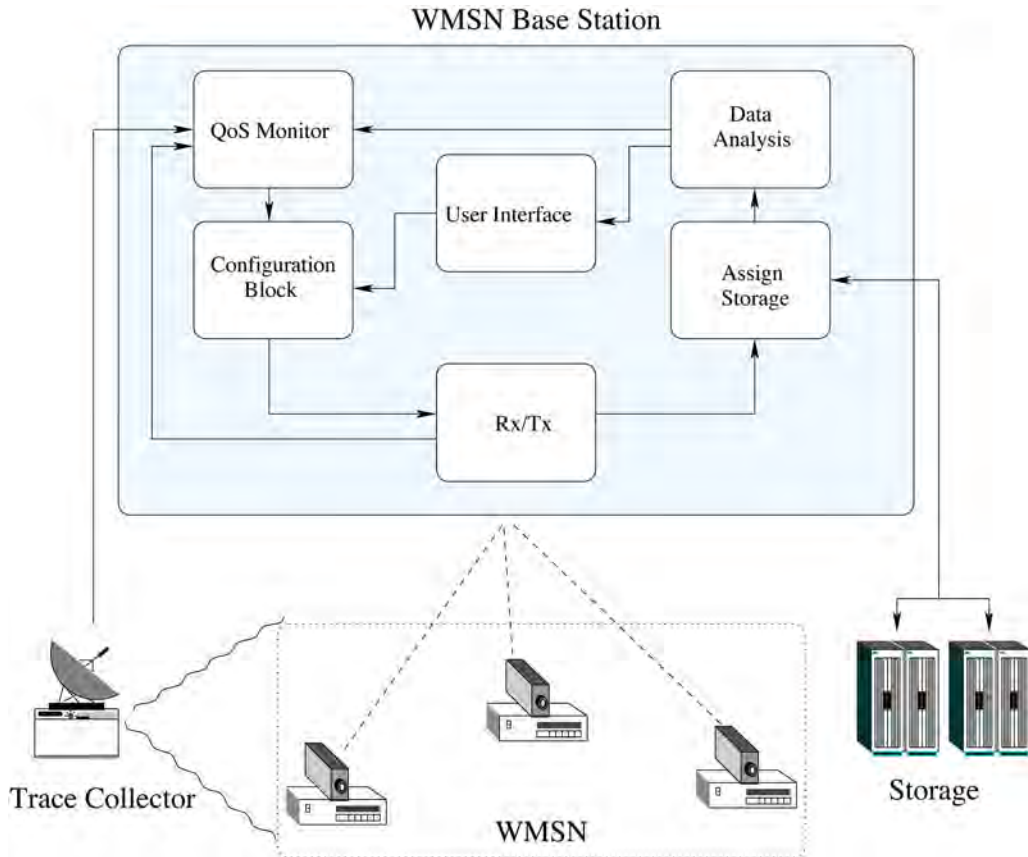 WMSN Base Station
QoS Monitor
Data
Analysis
User Interface
Configuration
Block
Assign
Storage
Rx/Tx
Trace Collector
WMSN
Storage